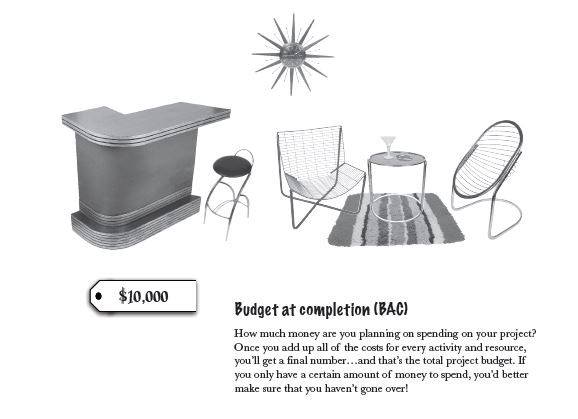 $10,000
Budget at completion (BAC)
How much money are you planning on spending on your project?
Once you add up all of the costs for every activity and resource,
you'll get a final number…and that's the total project budget. If
you only have a certain amount of money to spend, you'd better
make sure that you haven't gone over!